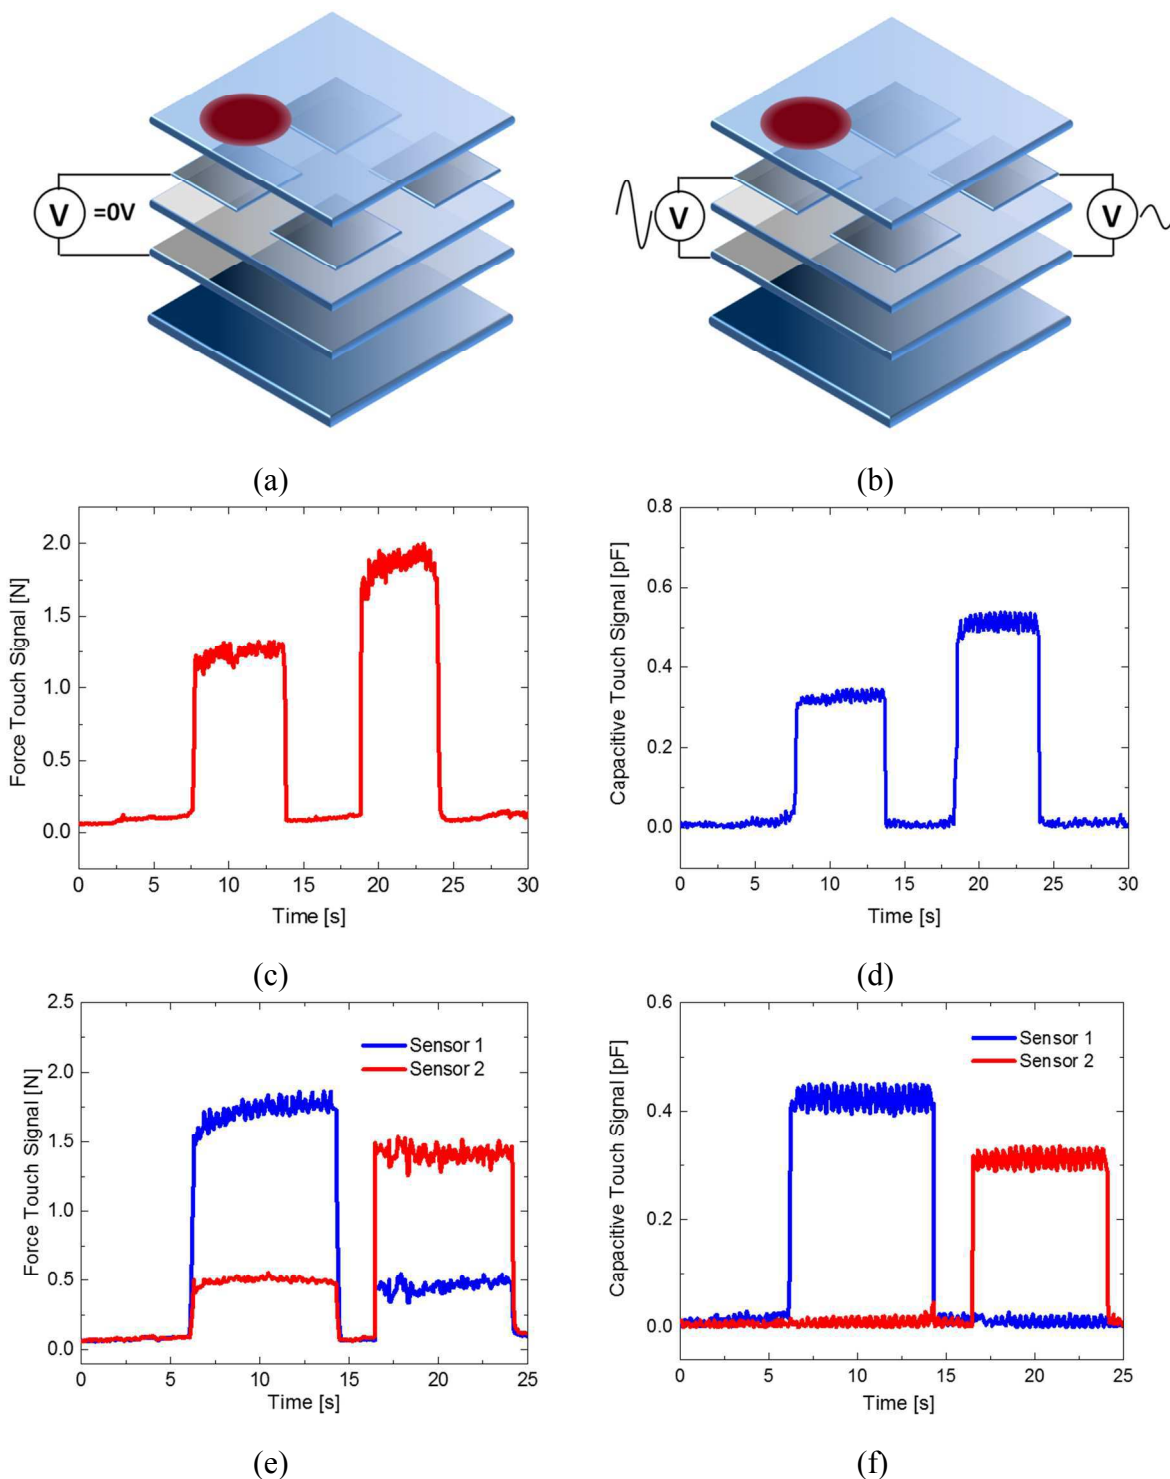 V =0V
V V
(a)
(b)
Force Touch Signal [N]
2.0
1.5
1.0
0.5
0.0
0 5 10 15 20 25 30
Time [s]
Capacitive Touch Signal [pF]
0.8
0.6
0.4
0.2
0.0
0 5 10 15 20 25 30
Time [s]
(c)
(d)
Force Touch Signal [N]
2.5
2.0
1.5
1.0
0.5
0.0
Sensor 1
Sensor 2
0 5 10 15 20 25
Time [s]
Capacitive Touch Signal [pF]
0.6
0.4
0.2
0.0
Sensor 1
Sensor 2
0 5 10 15 20 25
Time [s]
(e)
(f)